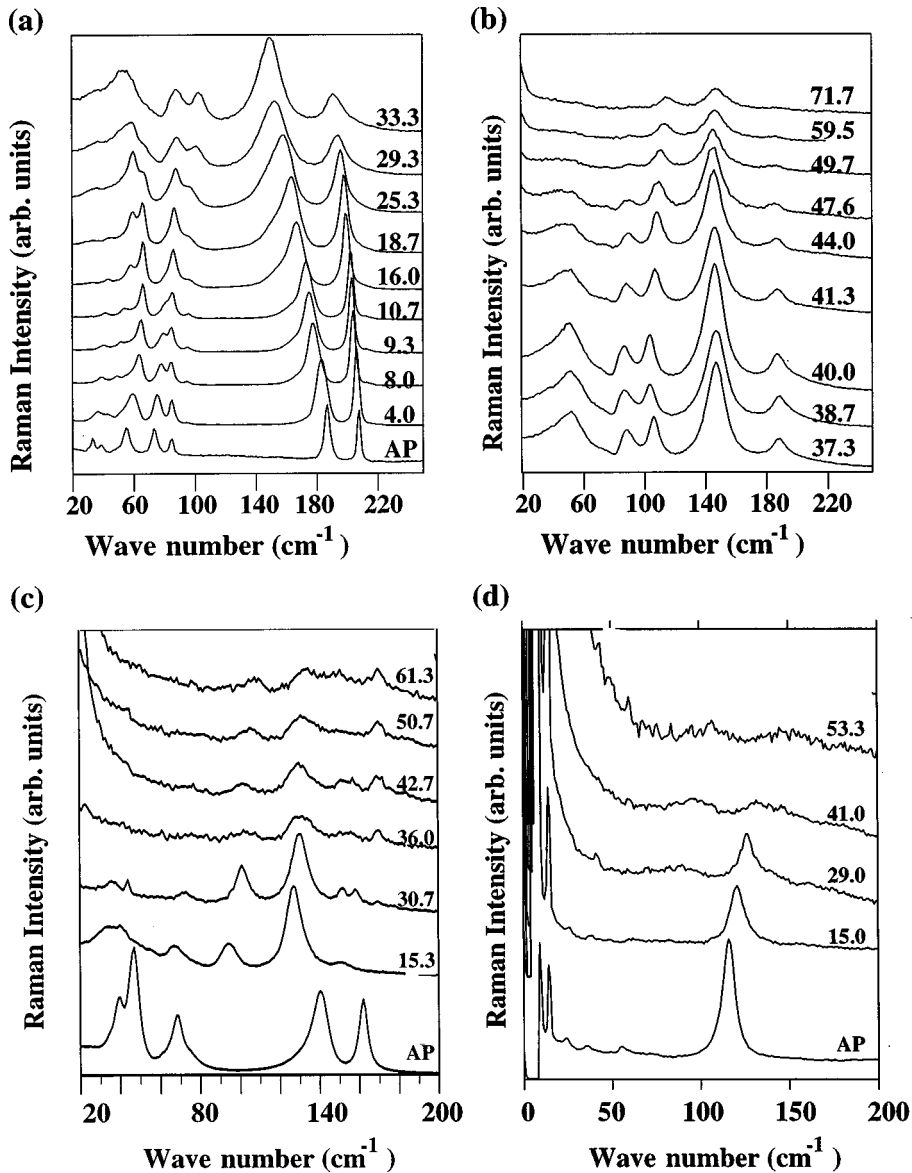 (a)
Raman Intensity (arb. units)
33.3
29.3
25.3
18.7
16.0
10.7
9.3
8.0
4.0
AP
20 60 100 140 180 220
Wave number (cm-1 )
(b)
Raman Intensity (arb. units)
71.7
59.5
49.7
47.6
44.0
41.3
40.0
38.7
37.3
20 60 100 140 180 220
Wave number (cm-1 )
(c)
Raman Intensity (arb. units)
61.3
50.7
42.7
36.0
30.7
15.3
AP
20 80 140 200
Wave number (cm-1)
(d)
Raman Intensity (arb. units)
53.3
41.0
29.0
15.0
AP
0 50 100 150 200
Wave number (cm-1)